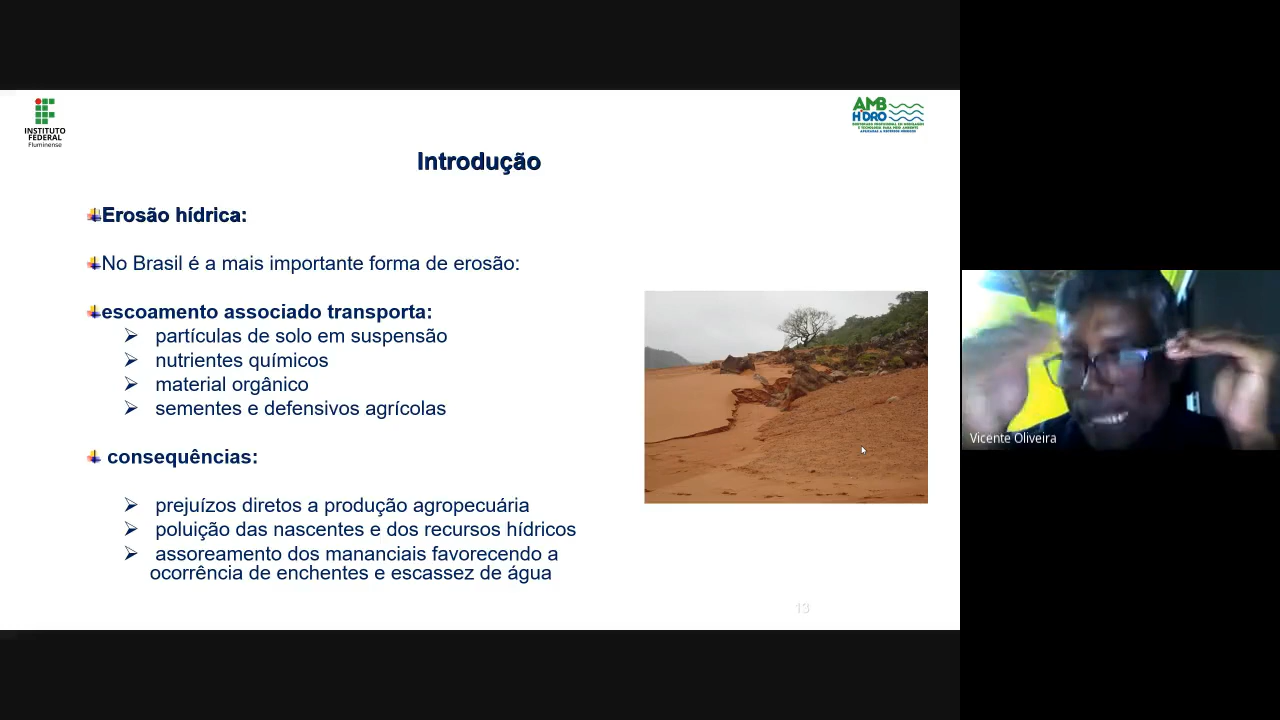 INSTITUTO
FEDERAL
Fluminense
AMB
HIDRO
Introdução
Erosão hídrica:
No Brasil é a mais importante forma de erosão:
escoamento associado transporta:
partículas de solo em suspensão
nutrientes químicos
material orgânico
sementes e defensivos agrícolas
consequências:
prejuízos diretos a produção agropecuária
poluição das nascentes e dos recursos hídricos
assoreamento dos mananciais favorecendo a
ocorrência de enchentes e escassez de água
13
Vicente Oliveira